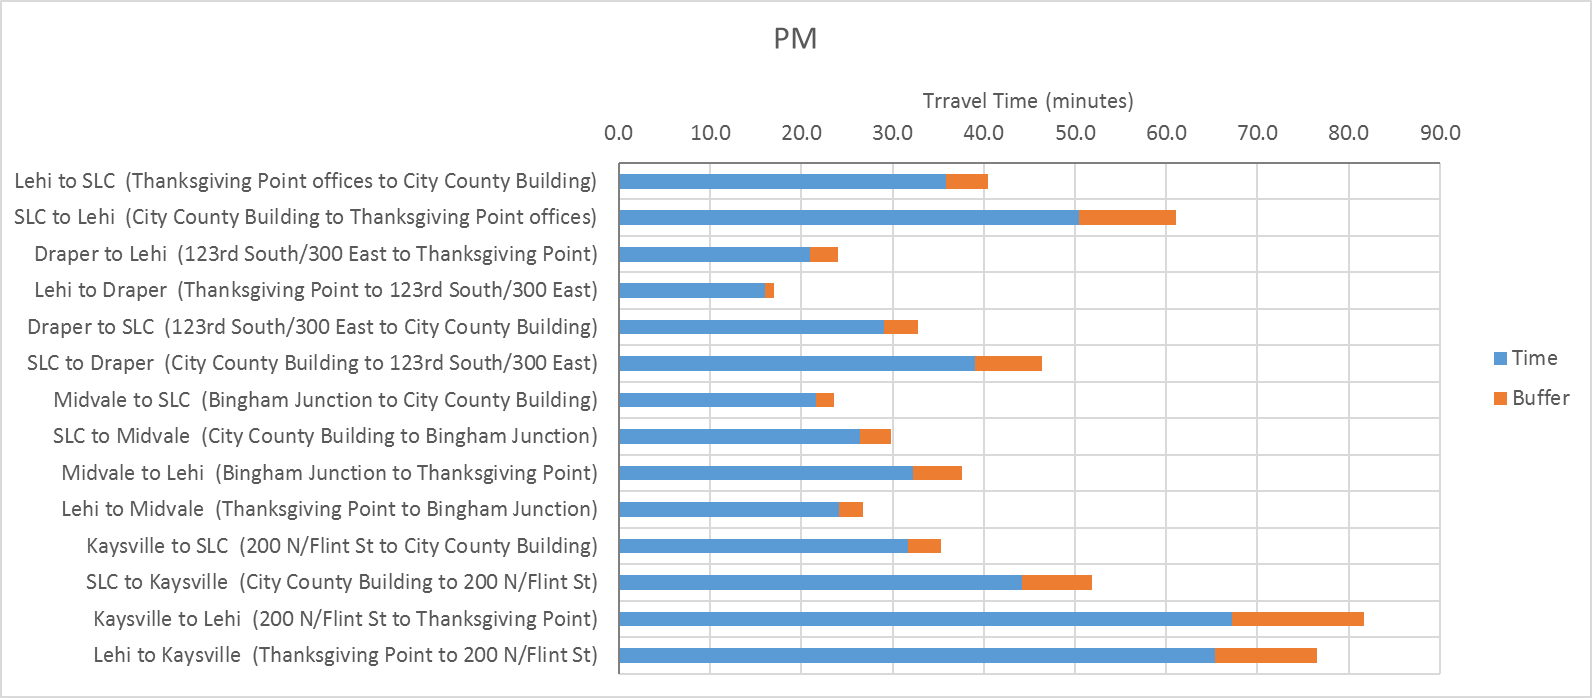 PM
Trravel Time (minutes)
0.0 10.0 20.0 30.0 40.0 50.0 60.0 70.0 80.0 90.0
Lehi to SLC (Thanksgiving Point offices to City County Building)
SLC to Lehi (City County Building to Thanksgiving Point offices)
Draper to Lehi (123rd South/300 East to Thanksgiving Point)
Lehi to Draper (Thanksgiving Point to 123rd South/300 East)
Draper to SLC (123rd South/300 East to City County Building)
SLC to Draper (City County Building to 123rd South/300 East)
Midvale to SLC (Bingham Junction to City County Building)
SLC to Midvale (City County Building to Bingham Junction)
Midvale to Lehi (Bingham Junction to Thanksgiving Point)
Lehi to Midvale (Thanksgiving Point to Bingham Junction)
Kaysville to SLC (200 N/Flint St to City County Building)
SLC to Kaysville (City County Building to 200 N/Flint St)
Kaysville to Lehi (200 N/Flint St to Thanksgiving Point)
Lehi to Kaysville (Thanksgiving Point to 200 N/Flint St)
Time
Buffer